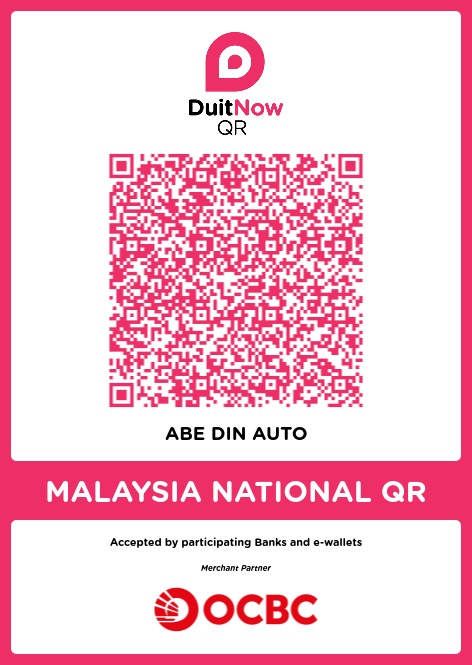 DuitNow
QR
ABE DIN AUTO
MALAYSIA NATIONAL QR
Accepted by participating Banks and e-wallets
Merchant Partner
OCBC